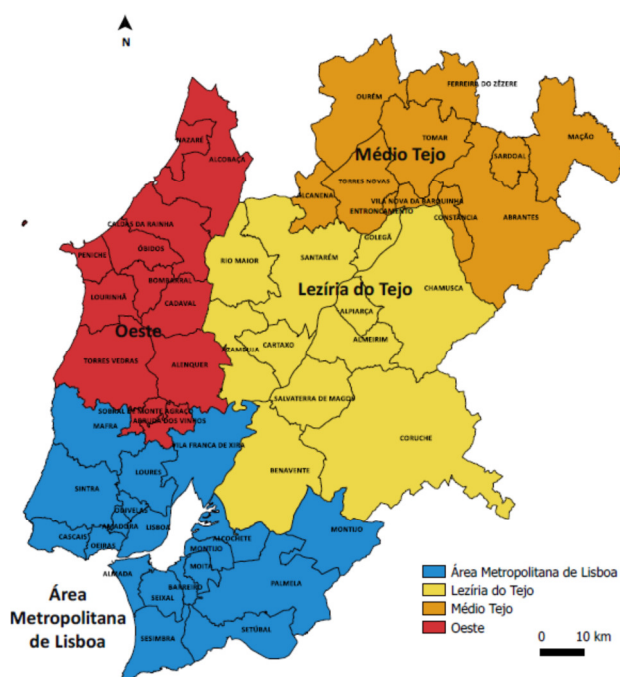 N
OURÉM
FERREIRA DO ZÊZERE
NAZARÉ
ALCOBAÇA
TOMAR
SARDOAL
MAÇÃO
Médio Tejo
TORRES NOVAS
ALCANENA
VILA NOVA DA BARQUINHA
ENTRONCAMENTO
CONSTÂNCIA
ABRANTES
CALDAS DA RAINHA
GOLEGÃ
PENICHE
ÓBIDOS
RIO MAIOR
SANTARÉM
BOMBARRAL
LOURINHÃ
CADAVAL
Lezíria do Tejo
CHAMUSCA
ALPIARÇA
Oeste
TORRES VEDRAS
ALENQUER
AZAMBUJA
CARTAXO
ALMEIRIM
SALVATERRA DE MAGOS
SOBRAL DE MONTE AGRAÇO
ARRUDA DOS VINHOS
MAFRA
VILA FRANCA DE XIRA
CORUCHE
LOURES
BENAVENTE
SINTRA
ODIVELAS
AMADORA
LISBOA
CASCAIS
OEIRAS
ALCOCHETE
MONTIJO
MONTIJO
MOITA
ALMADA
BARREIRO
SEIXAL
PALMELA
SESIMBRA
SETÚBAL
Área
Metropolitana
de Lisboa
Área Metropolitana de Lisboa
Lezíria do Tejo
Médio Tejo
Oeste
0 10 km